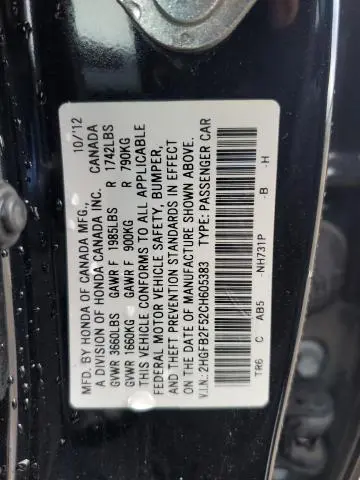 MFD. BY HONDA OF CANADA MFG., 10/12
A DIVISION OF HONDA CANADA INC. CANADA
GVWR 3660LBS GAWR F 1985LBS R 1742LBS
GVWR 1660KG GAWR F 900KG R 790KG
THIS VEHICLE CONFORMS TO ALL APPLICABLE
FEDERAL MOTOR VEHICLE SAFETY, BUMPER,
AND THEFT PREVENTION STANDARDS IN EFFECT
ON THE DATE OF MANUFACTURE SHOWN ABOVE.
V.I.N.: 2HGFB2F52CH605383 TYPE: PASSENGER CAR
TR6 C AB5 -NH731P -B -H